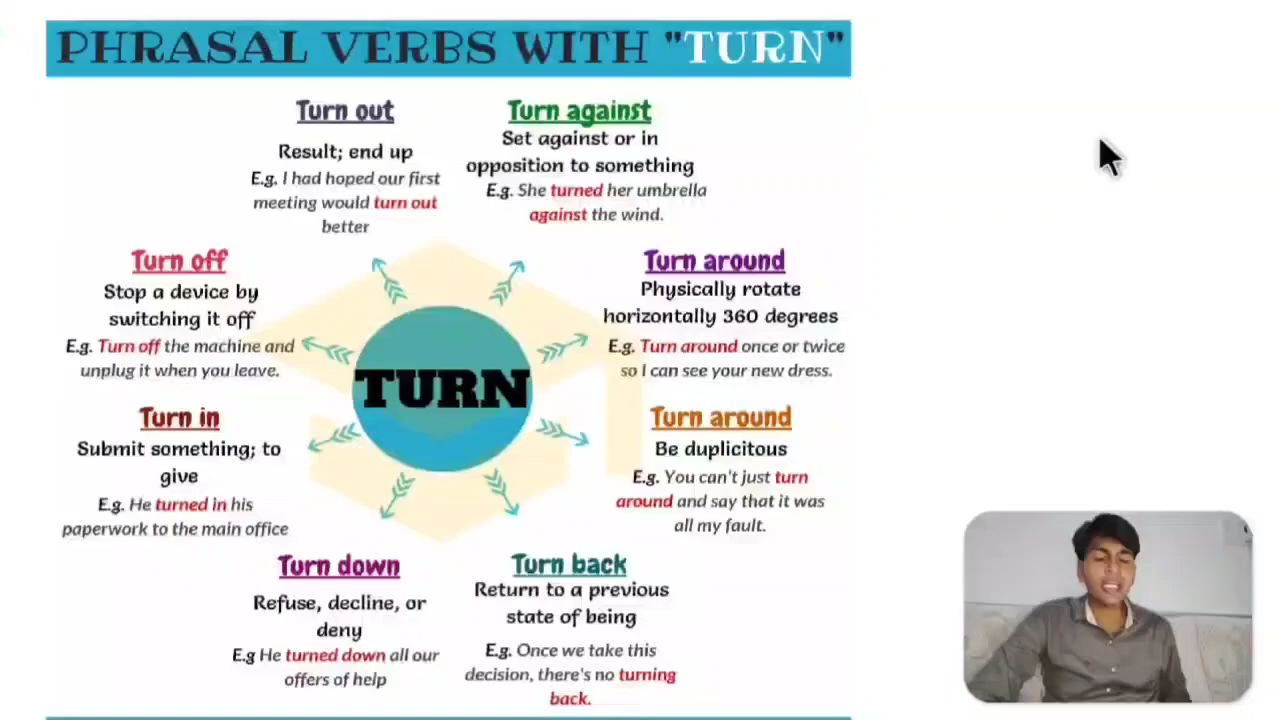 PHRASAL VERBS WITH "TURN"
Turn out
Result; end up
E.g. I had hoped our first
meeting would turn out
better
Turn against
Set against or in
opposition to something
E.g. She turned her umbrella
against the wind.
Turn off
Stop a device by
switching it off
E.g. Turn off the machine and
unplug it when you leave.
Turn around
Physically rotate
horizontally 360 degrees
E.g. Turn around once or twice
so I can see your new dress.
TURN
Turn in
Submit something; to
give
E.g. He turned in his
paperwork to the main office
Turn around
Be duplicitous
E.g. You can't just turn
around and say that it was
all my fault.
Turn down
Refuse, decline, or
deny
E.g He turned down all our
offers of help
Turn back
Return to a previous
state of being
E.g. Once we take this
decision, there's no turning
back.